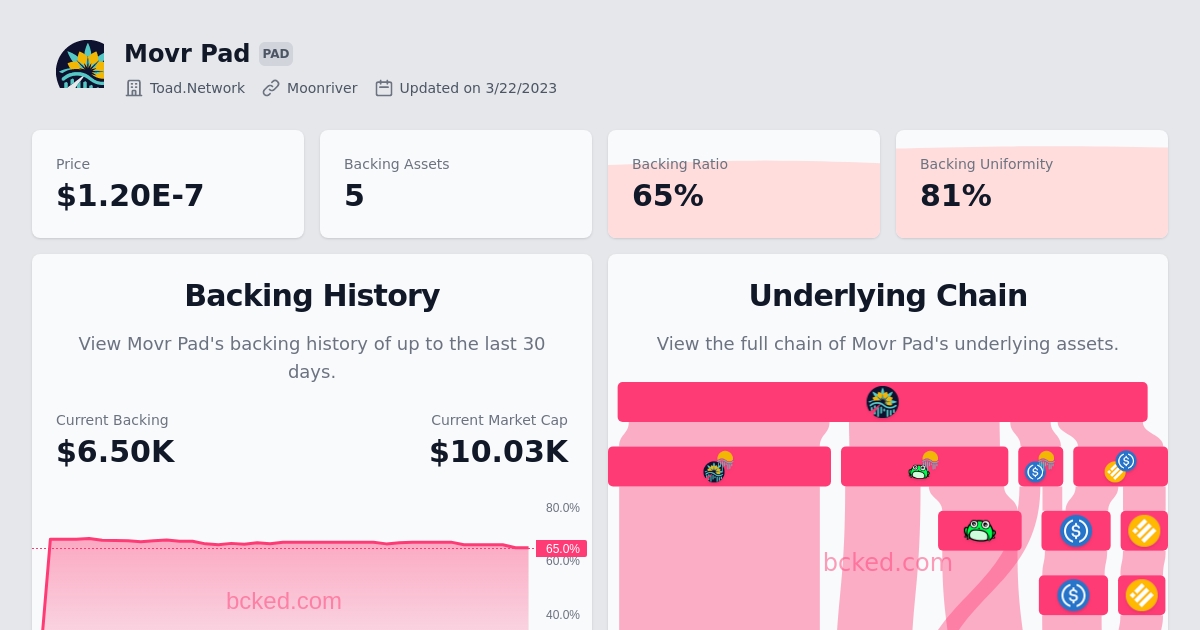 Movr Pad PAD
Toad.Network Moonriver Updated on 3/22/2023
Price
$1.20E-7
Backing Assets
5
Backing Ratio
65%
Backing Uniformity
81%
Backing History
View Movr Pad's backing history of up to the last 30
days.
Current Backing
$6.50K
Current Market Cap
$10.03K
80.0%
65.0%
60.0%
40.0%
bcked.com
Underlying Chain
View the full chain of Movr Pad's underlying assets.
bcked.com